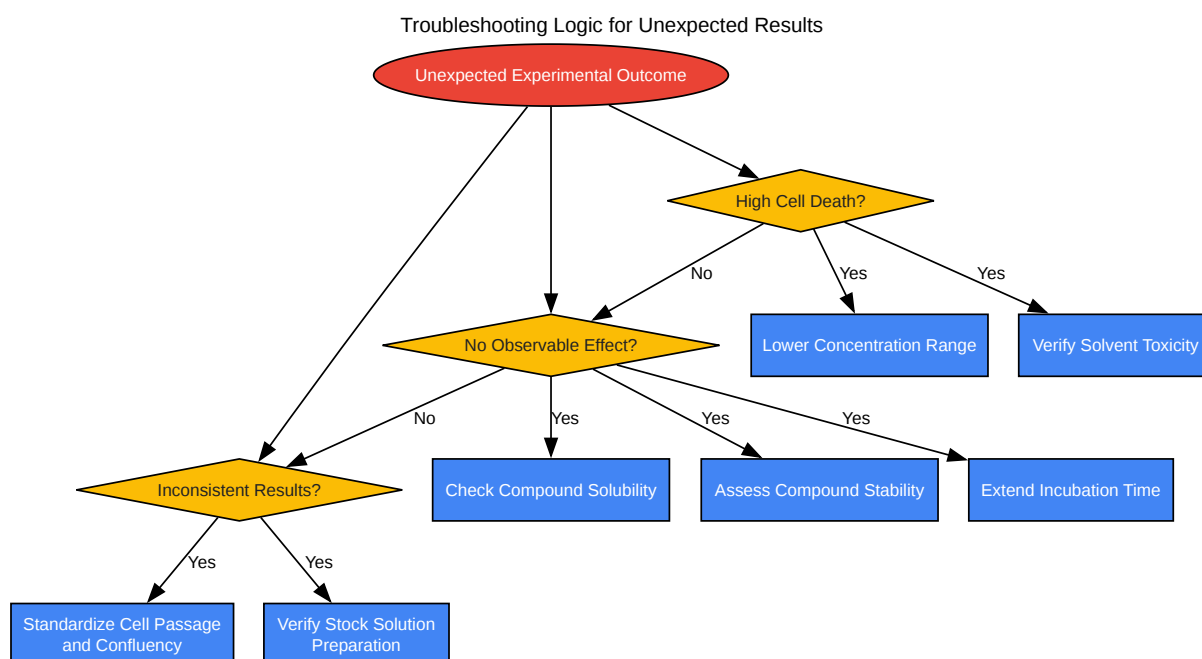 Troubleshooting Logic for Unexpected Results
Unexpected Experimental Outcome
High Cell Death?
No
Yes
Yes
No Observable Effect?
Lower Concentration Range
Verify Solvent Toxicity
No
Yes
Yes
Yes
Inconsistent Results?
Check Compound Solubility
Assess Compound Stability
Extend Incubation Time
Yes
Yes
Standardize Cell Passage
and Confluency
Verify Stock Solution
Preparation